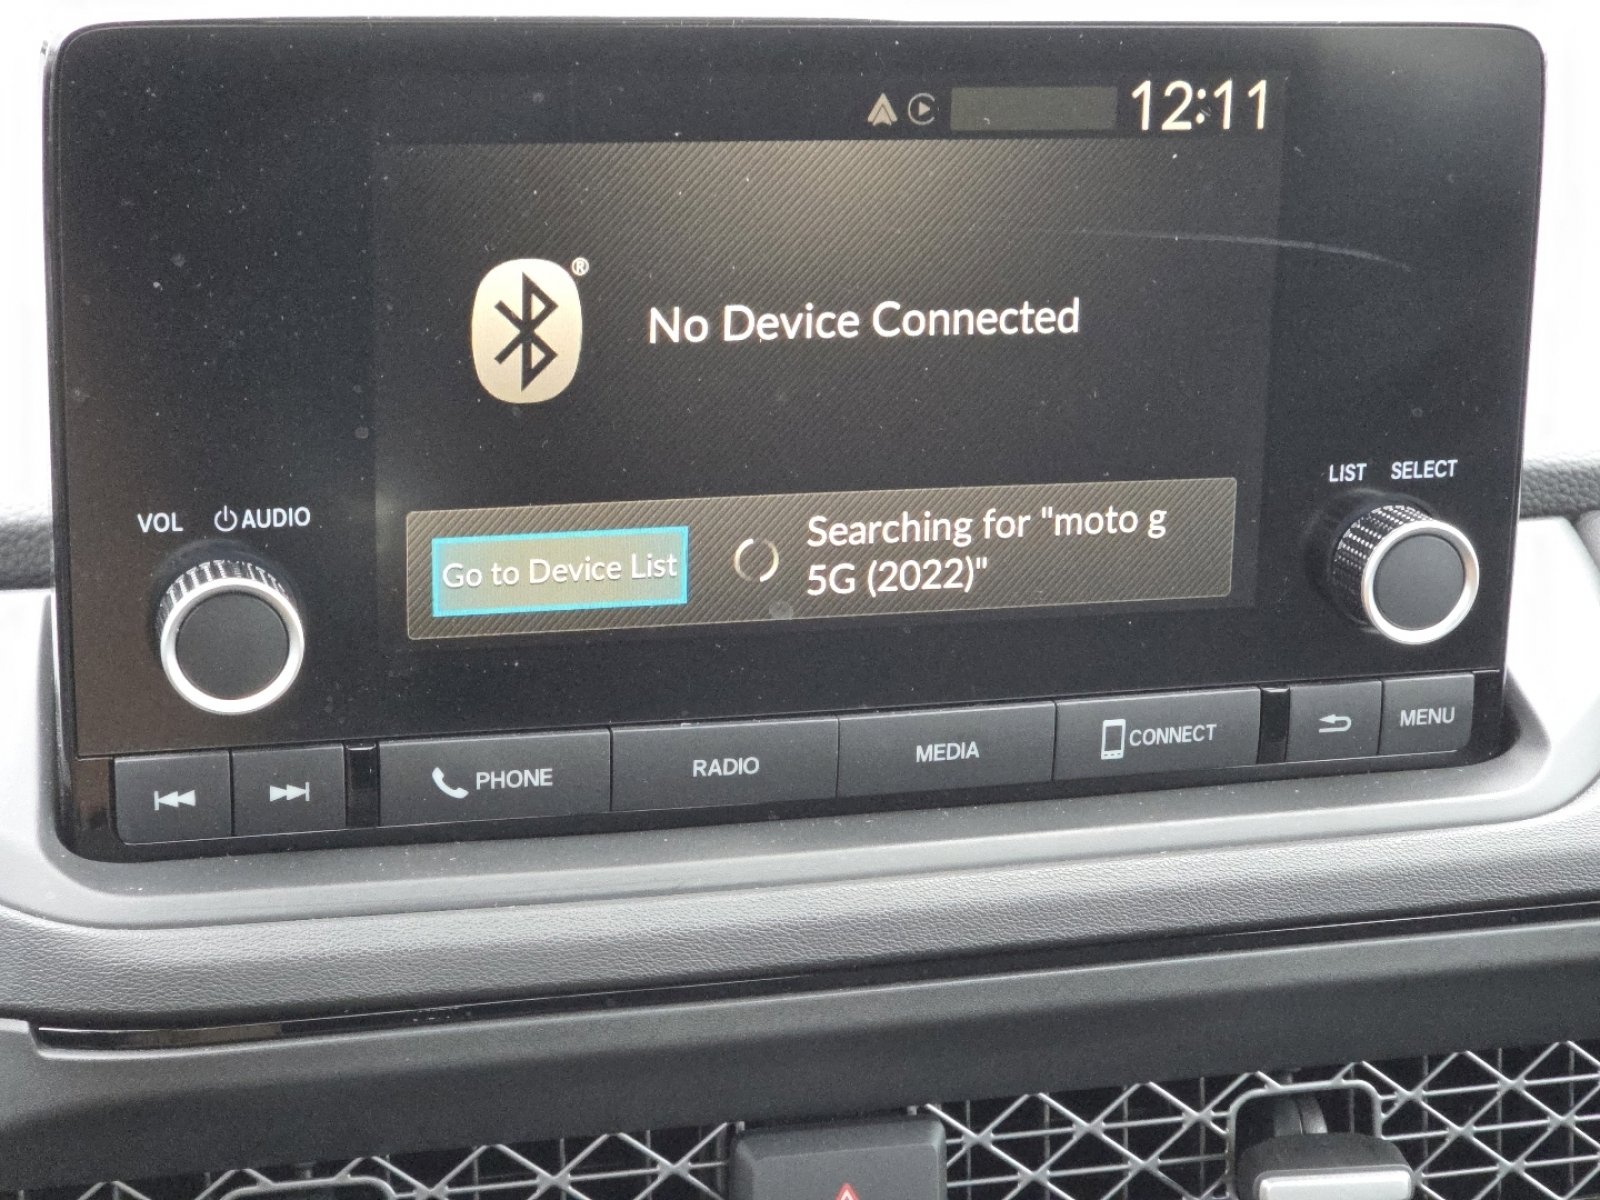 12:11
®
No Device Connected
Go to Device List
Searching for "moto g
5G (2022)"
VOL AUDIO
LIST SELECT
PHONE
RADIO
MEDIA
CONNECT
MENU